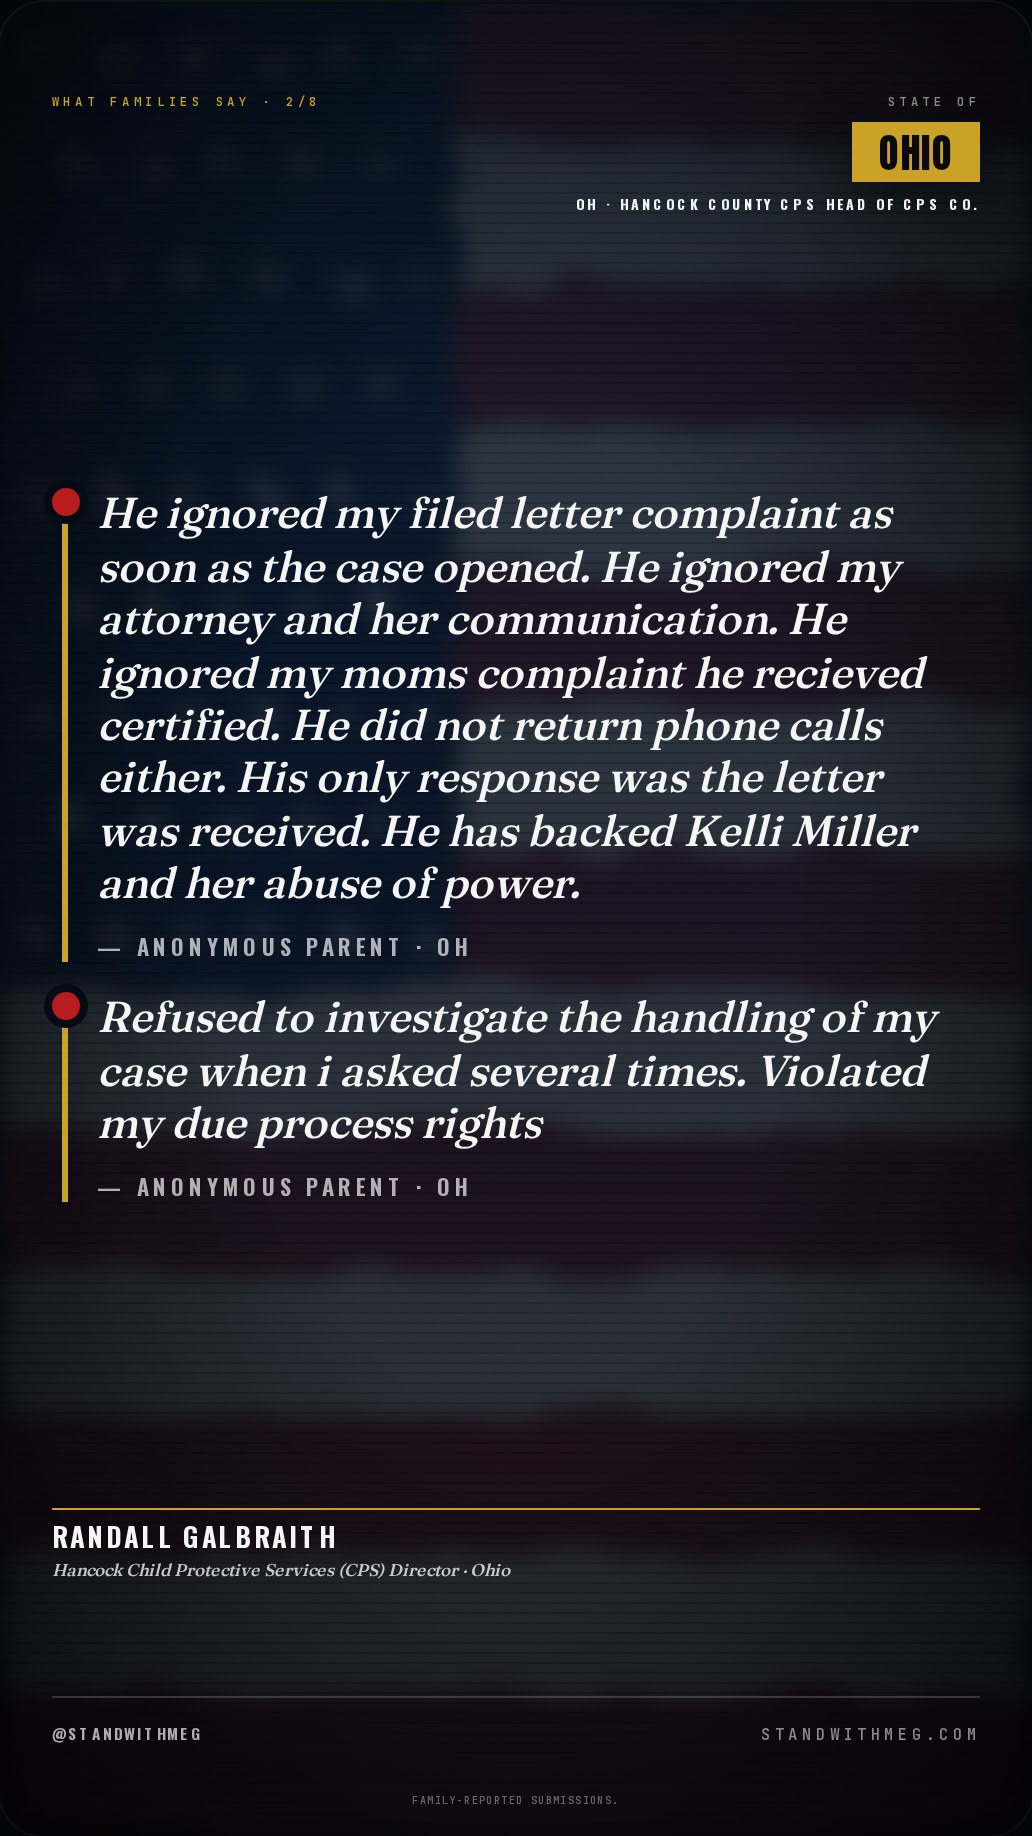 WHAT FAMILIES SAY · 2/8
STATE OF
OHIO
OH · HANCOCK COUNTY CPS HEAD OF CPS CO.
He ignored my filed letter complaint as
soon as the case opened. He ignored my
attorney and her communication. He
ignored my moms complaint he recieved
certified. He did not return phone calls
either. His only response was the letter
was received. He has backed Kelli Miller
and her abuse of power.
— ANONYMOUS PARENT · OH
Refused to investigate the handling of my
case when i asked several times. Violated
my due process rights
— ANONYMOUS PARENT · OH
RANDALL GALBRAITH
Hancock Child Protective Services (CPS) Director · Ohio
@STANDWITHMEG
STANDWITHMEG.COM
FAMILY-REPORTED SUBMISSIONS.